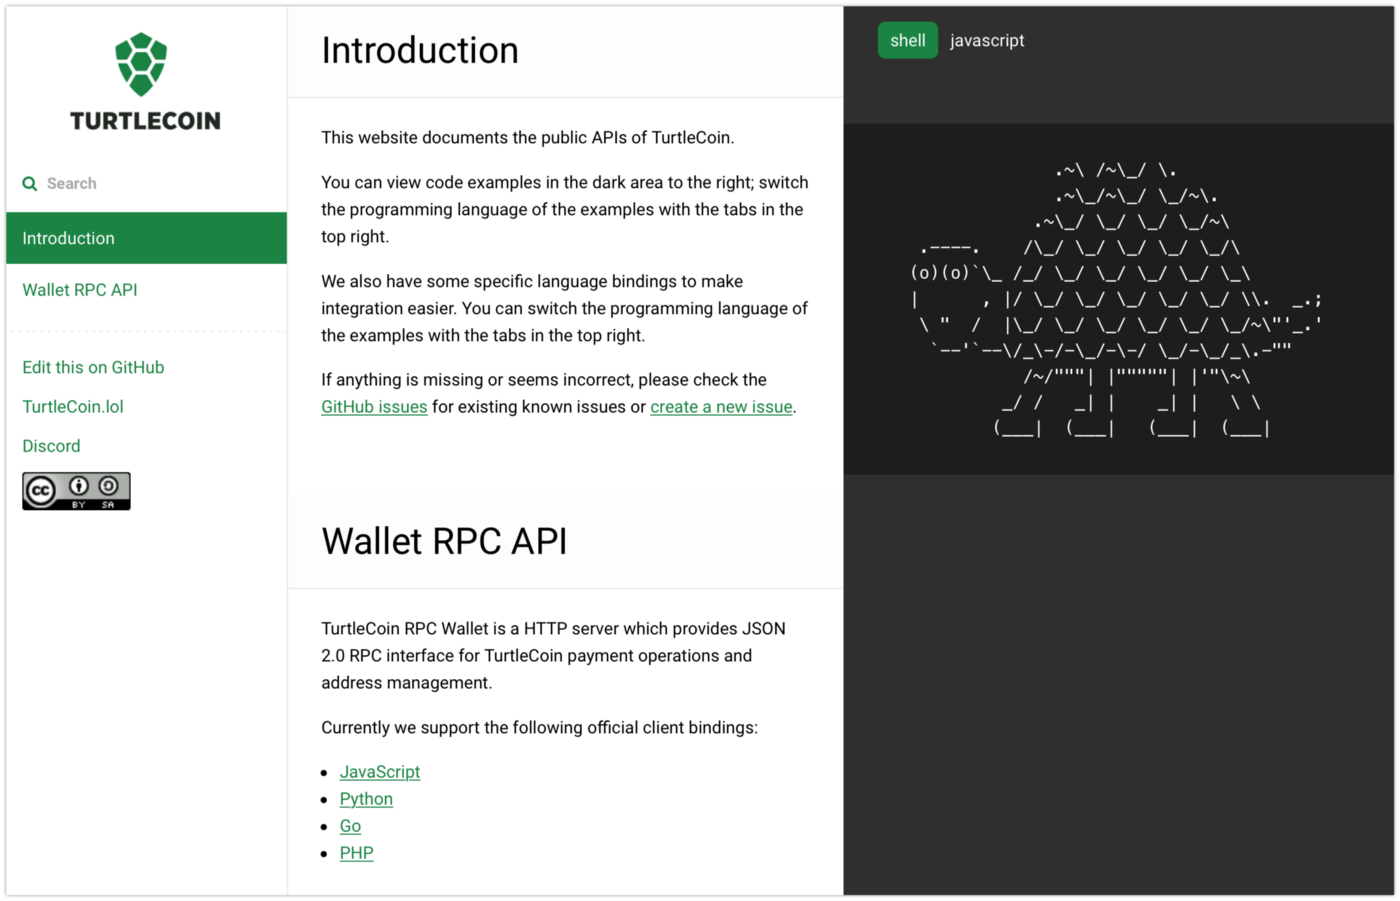 TURTLECOIN
Search
Introduction
Wallet RPC API
Edit this on GitHub
TurtleCoin.lol
Discord
cc
BY SA
Introduction
This website documents the public APIs of TurtleCoin.
You can view code examples in the dark area to the right; switch
the programming language of the examples with the tabs in the
top right.
We also have some specific language bindings to make
integration easier. You can switch the programming language of
the examples with the tabs in the top right.
If anything is missing or seems incorrect, please check the
GitHub issues for existing known issues or create a new issue.
Wallet RPC API
TurtleCoin RPC Wallet is a HTTP server which provides JSON
2.0 RPC interface for TurtleCoin payment operations and
address management.
Currently we support the following official client bindings:
JavaScript
Python
Go
PHP
shell javascript